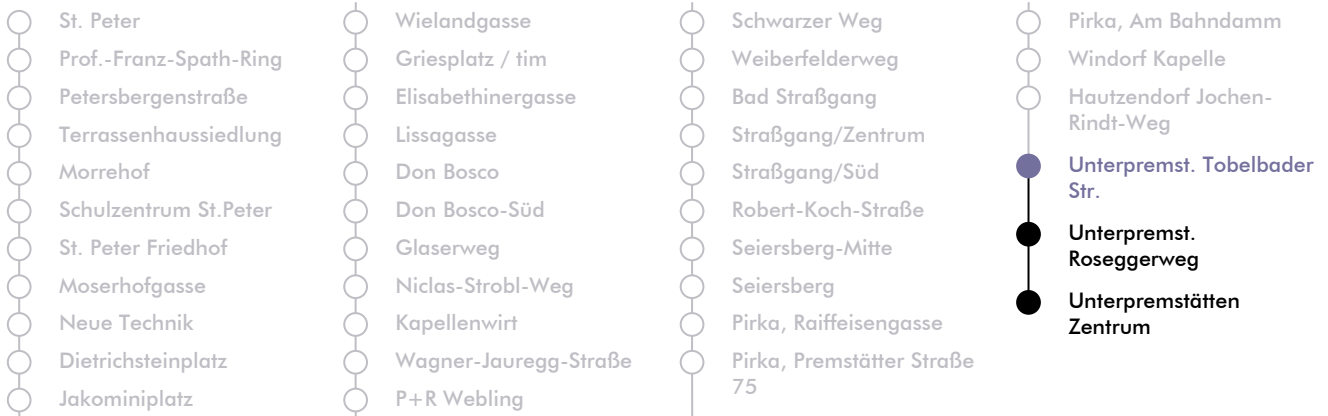 St. Peter
Prof.-Franz-Spath-Ring
Petersbergenstraße
Terrassenhaussiedlung
Morrehof
Schulzentrum St.Peter
St. Peter Friedhof
Moserhofgasse
Neue Technik
Dietrichsteinplatz
Jakominiplatz
Wielandgasse
Griesplatz / tim
Elisabethinergasse
Lissagasse
Don Bosco
Don Bosco-Süd
Glaserweg
Niclas-Strobl-Weg
Kapellenwirt
Wagner-Jauregg-Straße
P+R Webling
Schwarzer Weg
Weiberfelderweg
Bad Straßgang
Straßgang/Zentrum
Straßgang/Süd
Robert-Koch-Straße
Seiersberg-Mitte
Seiersberg
Pirka, Raiffeisengasse
Pirka, Premstätter Straße
75
Pirka, Am Bahndamm
Windorf Kapelle
Hautzendorf Jochen-
Rindt-Weg
Unterpremst. Tobelbader
Str.
Unterpremst.
Roseggerweg
Unterpremstätten
Zentrum